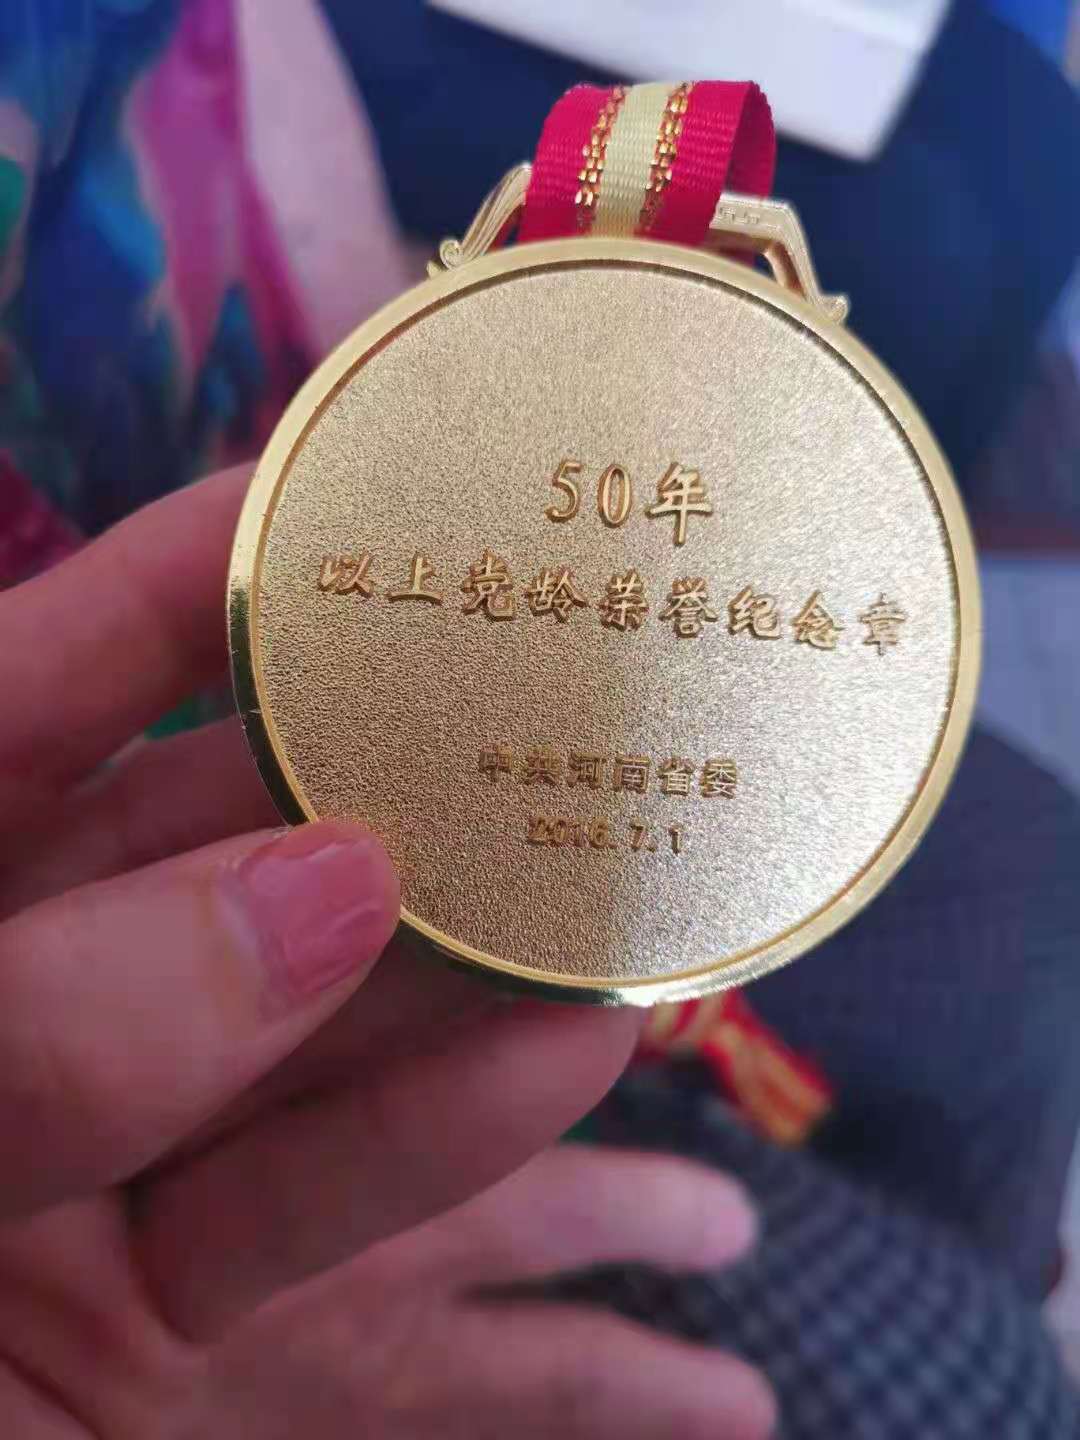 50年
以上党龄荣誉纪念章
中共河南省委
2016.7.1